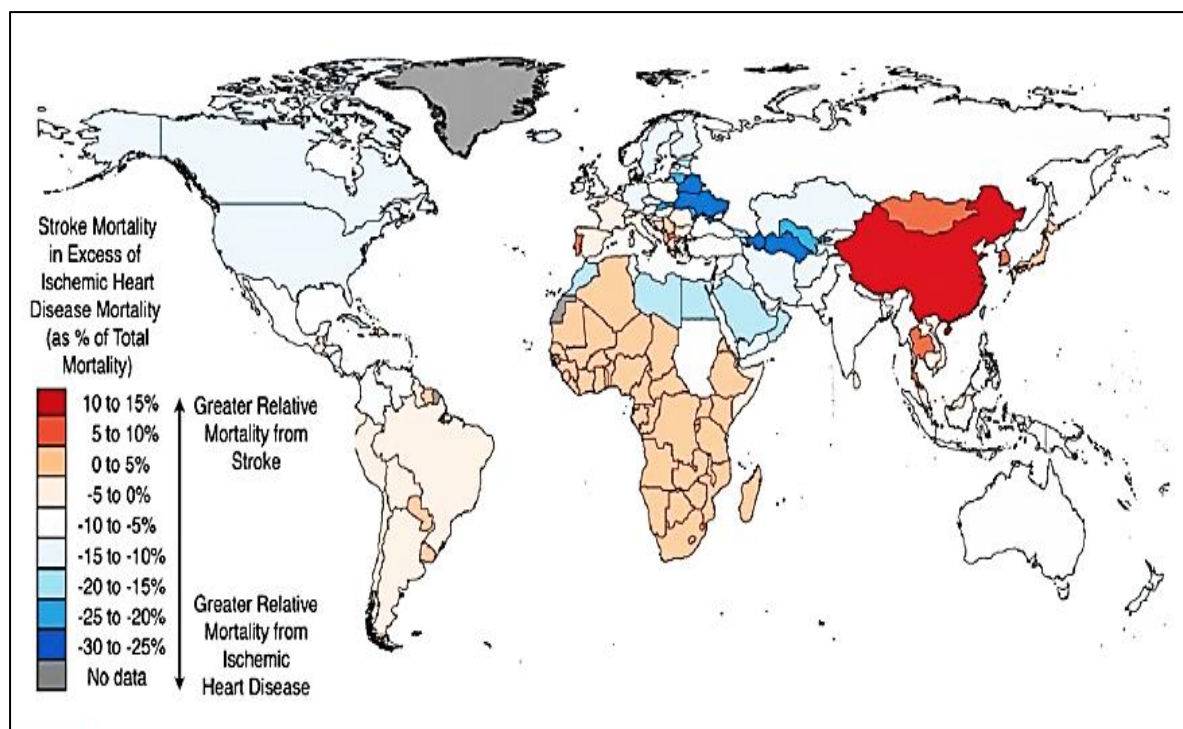 Stroke Mortality
in Excess of
Ischemic Heart
Disease Mortality
(as % of Total
Mortality)
10 to 15%
5 to 10%
0 to 5%
-5 to 0%
-10 to -5%
-15 to -10%
-20 to -15%
-25 to -20%
-30 to -25%
No data
Greater Relative
Mortality from
Stroke
Greater Relative
Mortality from
Ischemic
Heart Disease